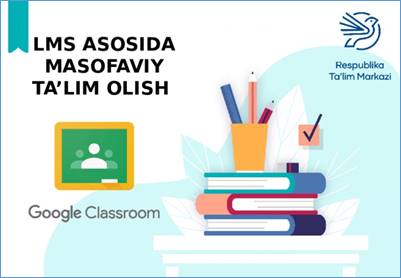 LMS ASOSIDA
MASOFAVIY
TA’LIM OLISH
Respublika
Ta’lim Markazi
Google Classroom